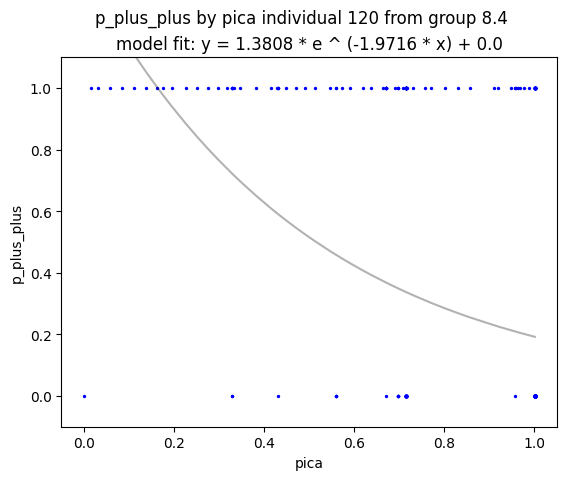 p_plus_plus by pica individual 120 from group 8.4
model fit: y = 1.3808 * e ^ (-1.9716 * x) + 0.0
1.0
0.8
0.6
0.4
0.2
0.0
p_plus_plus
0.0 0.2 0.4 0.6 0.8 1.0
pica